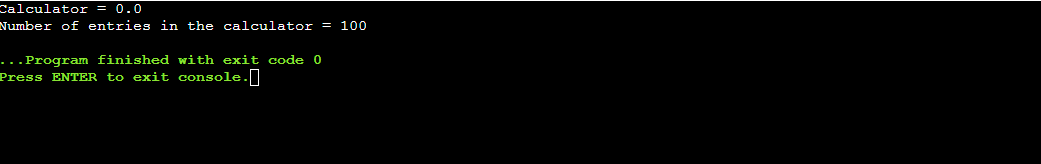 Calculator = 0.0
Number of entries in the calculator = 100
...Program finished with exit code 0
Press ENTER to exit console.